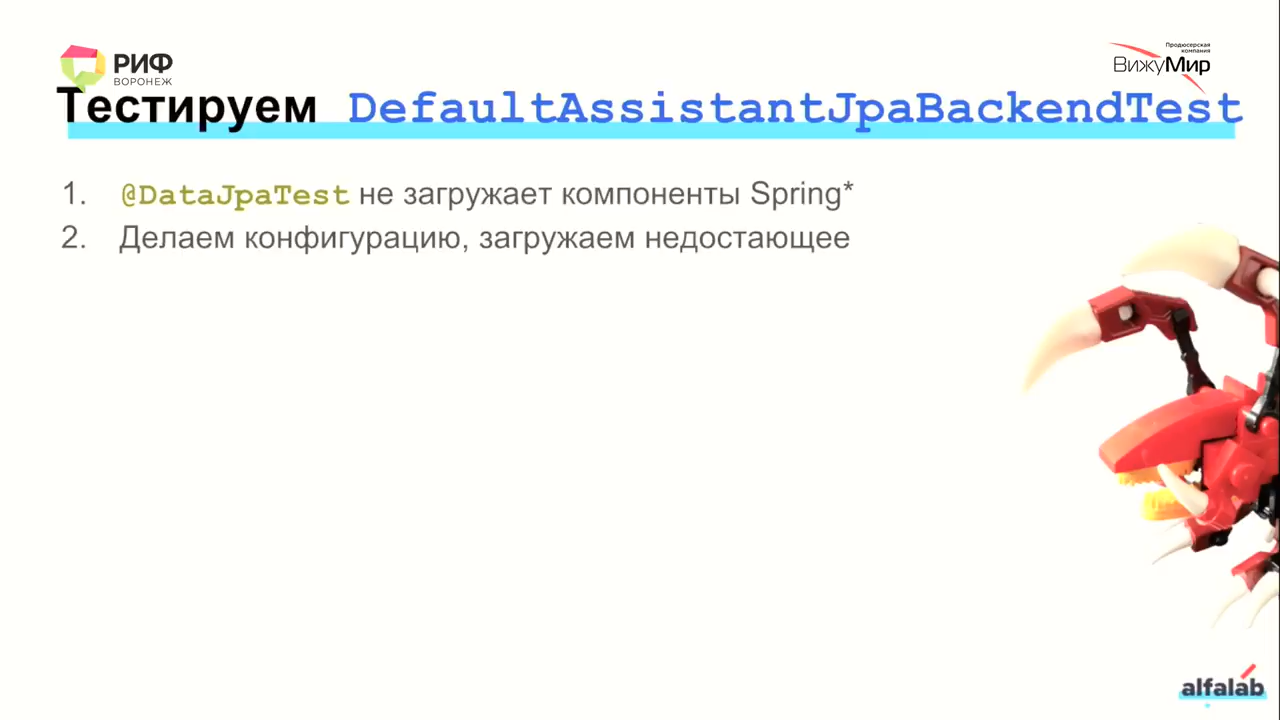 РИФ
ВОРОНЕЖ
Продюсерская
компания
ВижуМир
Тестируем DefaultAssistantJpaBackendTest
1. @DataJpaTest не загружает компоненты Spring*
2. Делаем конфигурацию, загружаем недостающее
alfalab